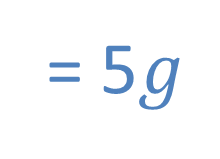 = 5g